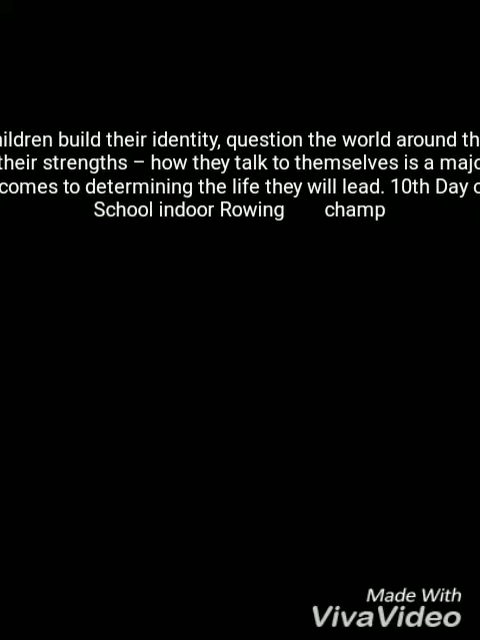 ildren build their identity, question the world around th
their strengths – how they talk to themselves is a majo
comes to determining the life they will lead. 10th Day o
School indoor Rowing champ
Made With
VivaVideo